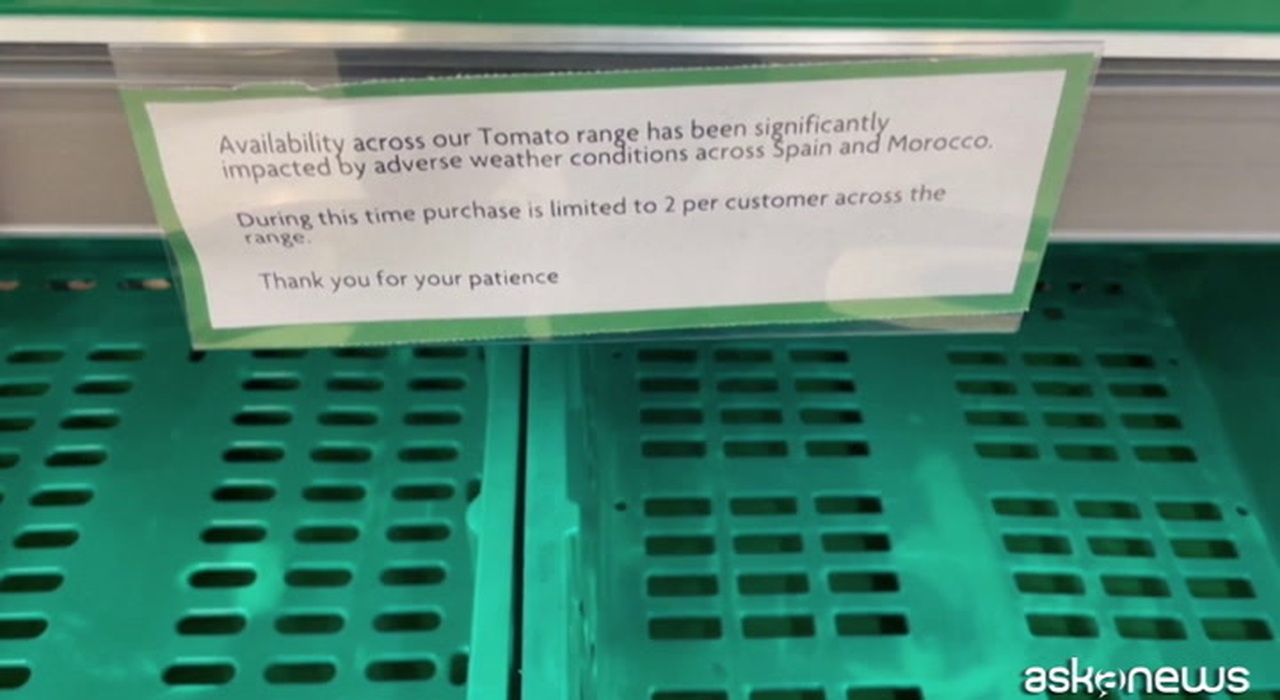 Availability across our Tomato range has been significantly
impacted by adverse weather conditions across Spain and Morocco.
During this time purchase is limited to 2 per customer across the
range.
Thank you for your patience
askanews